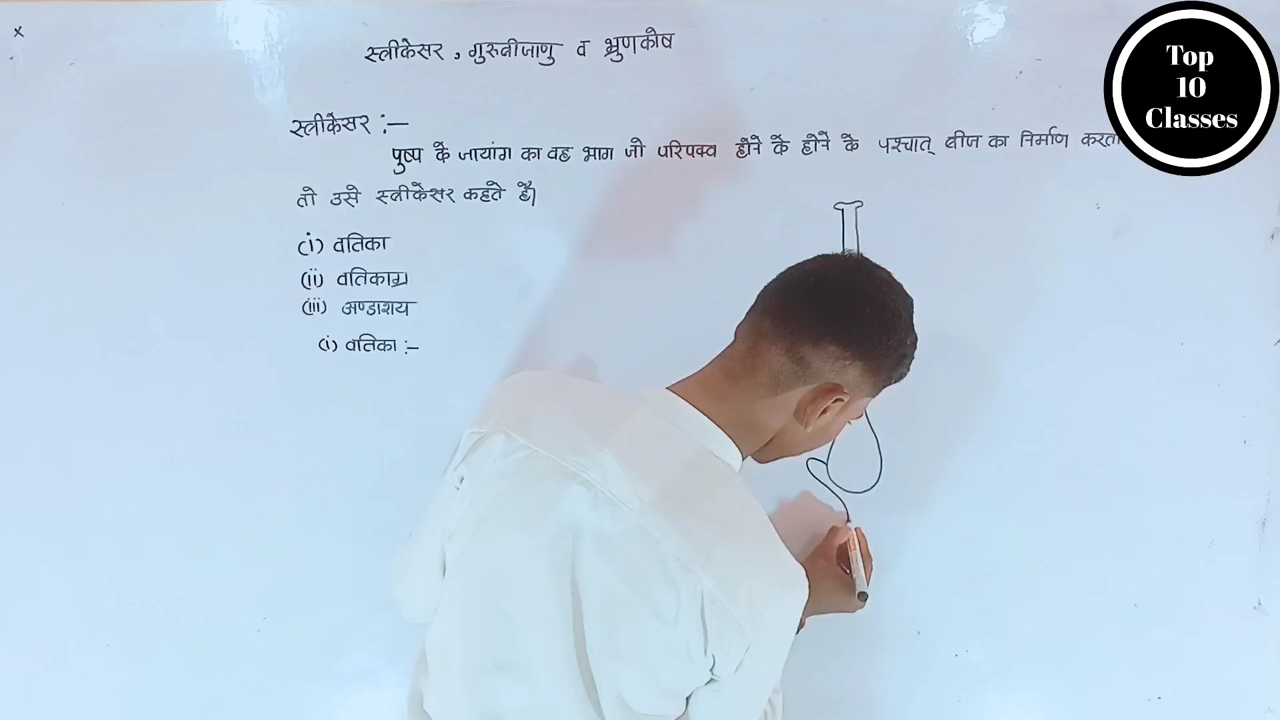 स्त्रीकेसर, गुरुबीजाणु व भ्रुणकोष
Top
10
Classes
स्त्रीकेसर :—
पुष्प के जायांग का वह भाग जो परिपक्व होने के होने के पश्चात् बीज का निर्माण करता
तो उसे स्त्रीकेसर कहते है।
(i) वतिका
(ii) वतिकाग्र
(iii) अण्डाशय
(i) वतिका :–